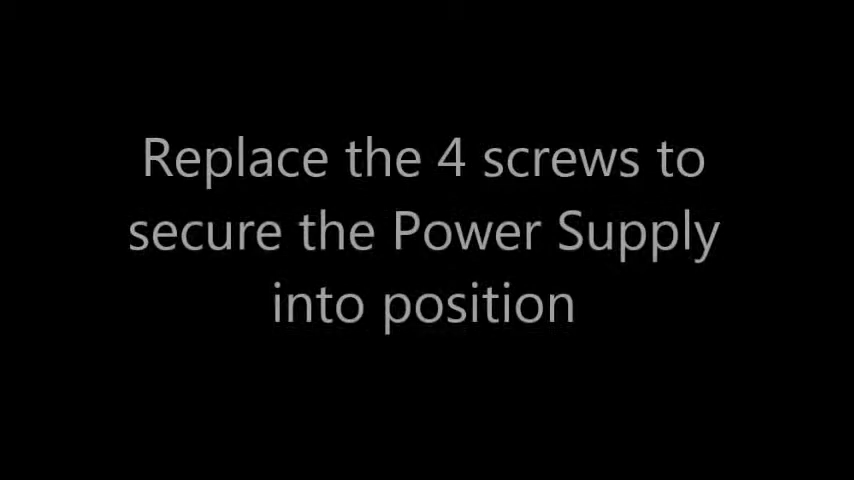 Replace the 4 screws to
secure the Power Supply
into position